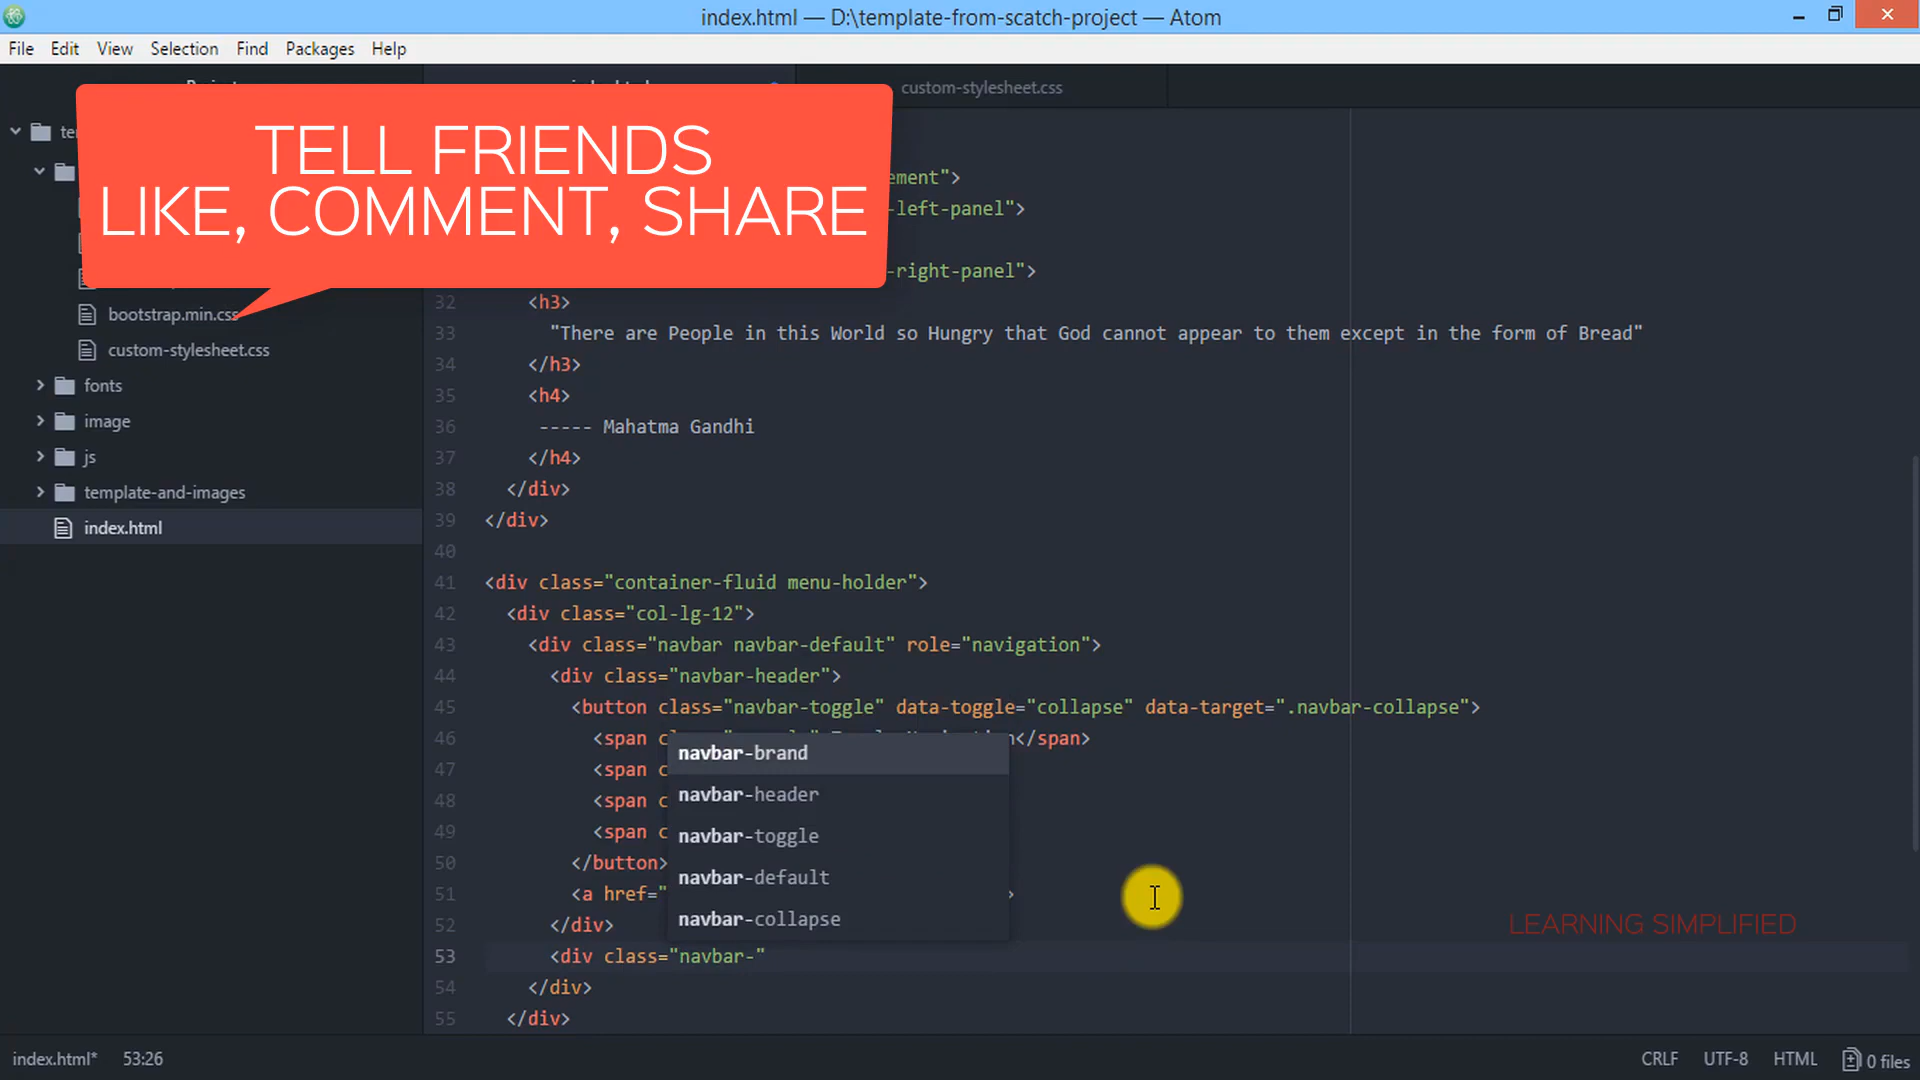 index.html — D:\template-from-scatch-project — Atom
File Edit View Selection Find Packages Help
custom-stylesheet.css
TELL FRIENDS
LIKE, COMMENT, SHARE
bootstrap.min.css
custom-stylesheet.css
fonts
image
js
template-and-images
index.html
ement">
-left-panel">
-right-panel">
32 <h3>
33 "There are People in this World so Hungry that God cannot appear to them except in the form of Bread"
34 </h3>
35 <h4>
36 ----- Mahatma Gandhi
37 </h4>
38 </div>
39 </div>
40
41 <div class="container-fluid menu-holder">
42 <div class="col-lg-12">
43 <div class="navbar navbar-default" role="navigation">
44 <div class="navbar-header">
45 <button class="navbar-toggle" data-toggle="collapse" data-target=".navbar-collapse">
46 <span c </span>
47 <span c
48 <span c
49 <span c
50 </button>
51 <a href=" >
52 </div>
53 <div class="navbar-"
54 </div>
55 </div>
navbar-brand
navbar-header
navbar-toggle
navbar-default
navbar-collapse
LEARNING SIMPLIFIED
index.html* 53:26 CRLF UTF-8 HTML 0 files